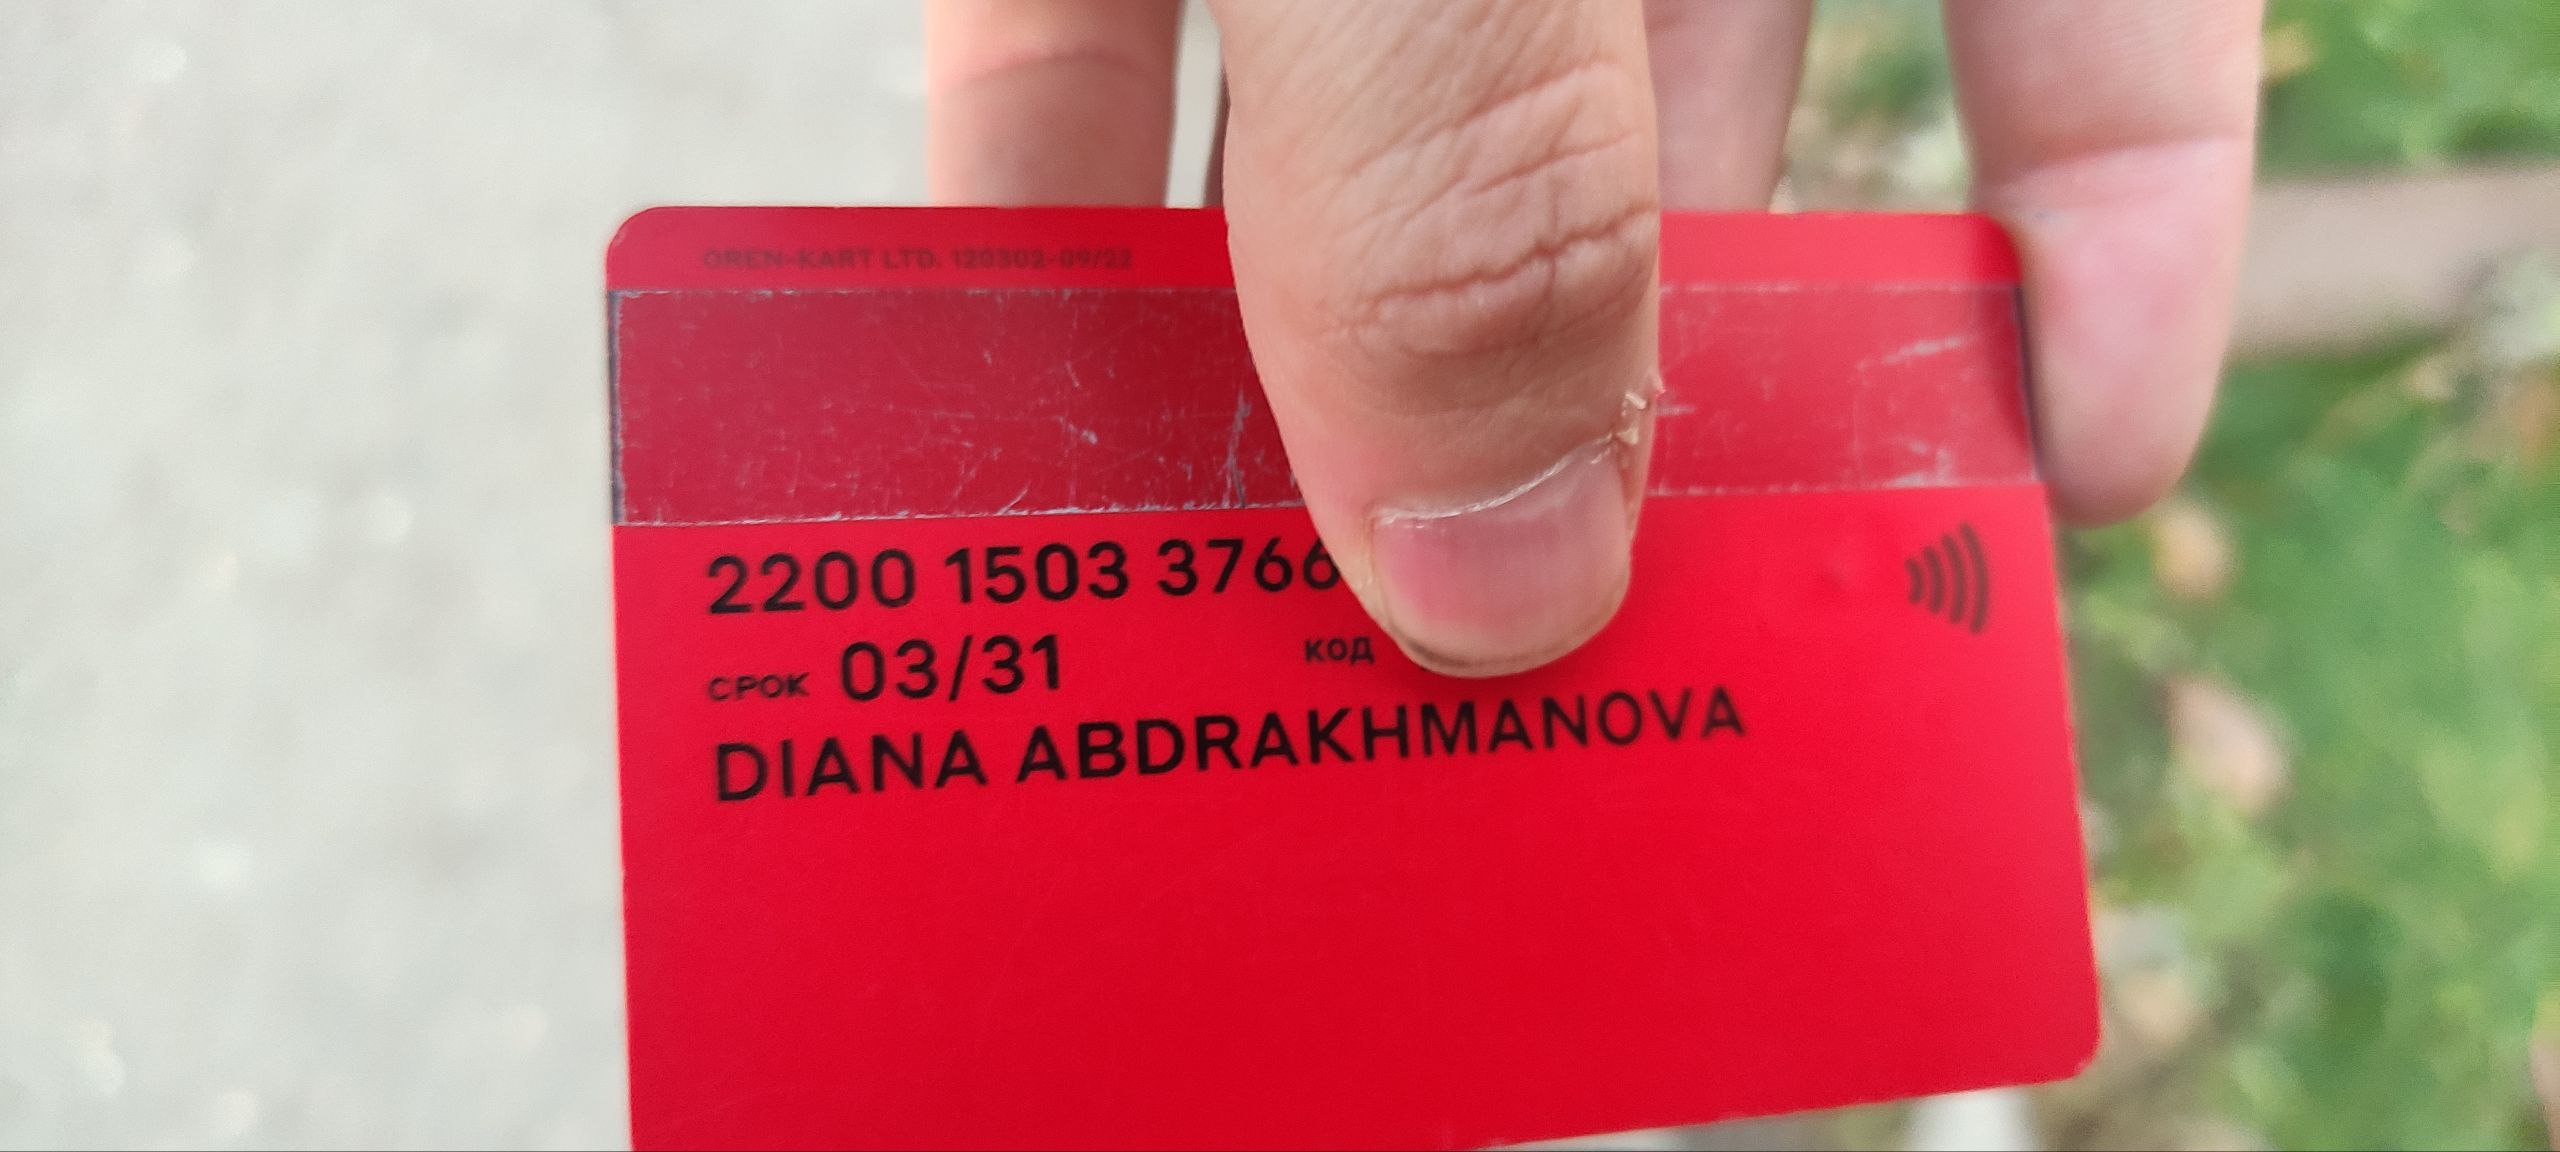 OREN-KART LTD. 120302-09/22
2200 1503 3766
СРОК 03/31 КОД
DIANA ABDRAKHMANOVA